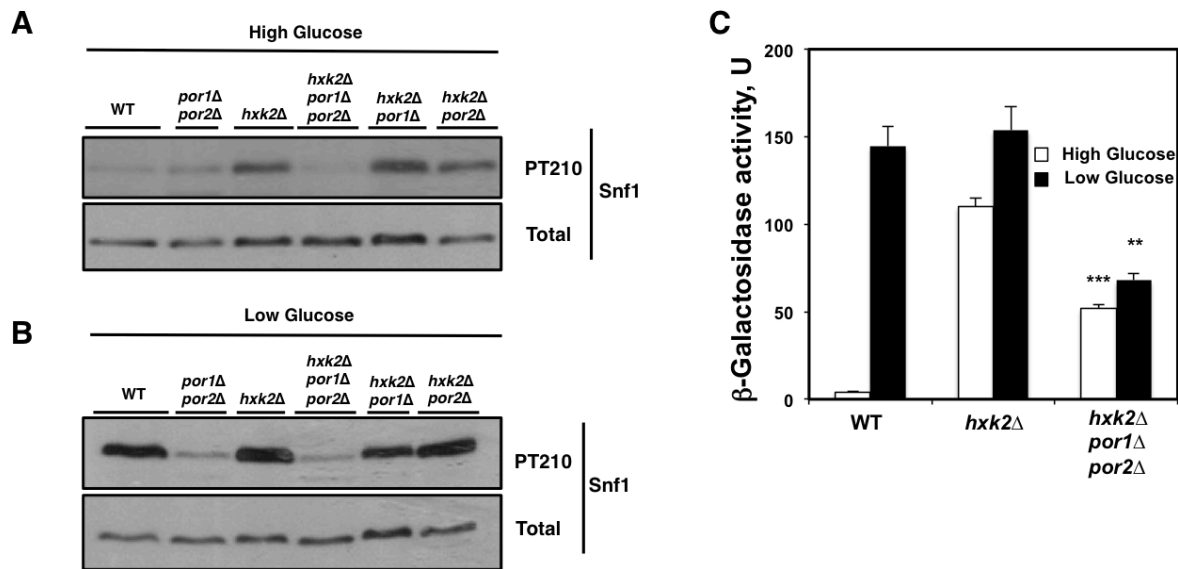 A
High Glucose
WT
por1Δ
por2Δ
hxk2Δ
hxk2Δ
por1Δ
por2Δ
hxk2Δ
por1Δ
hxk2Δ
por2Δ
PT210
Total
Snf1
B
Low Glucose
WT
por1Δ
por2Δ
hxk2Δ
hxk2Δ
por1Δ
por2Δ
hxk2Δ
por1Δ
hxk2Δ
por2Δ
PT210
Total
Snf1
C
β-Galactosidase activity, U
200
150
100
50
0
High Glucose
Low Glucose
***
**
WT
hxk2Δ
hxk2Δ
por1Δ
por2Δ